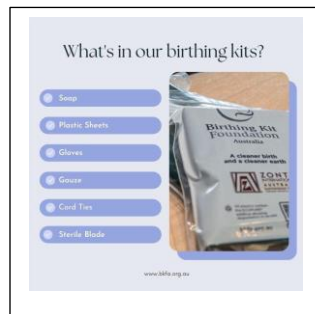 What's in our birthing kits?
Soap
Plastic Sheets
Gloves
Gauze
Cord Ties
Sterile Blade
Birthing Kit
Foundation
Australia
A cleaner birth
and a cleaner earth
ZONT
www.bkfa.org.au